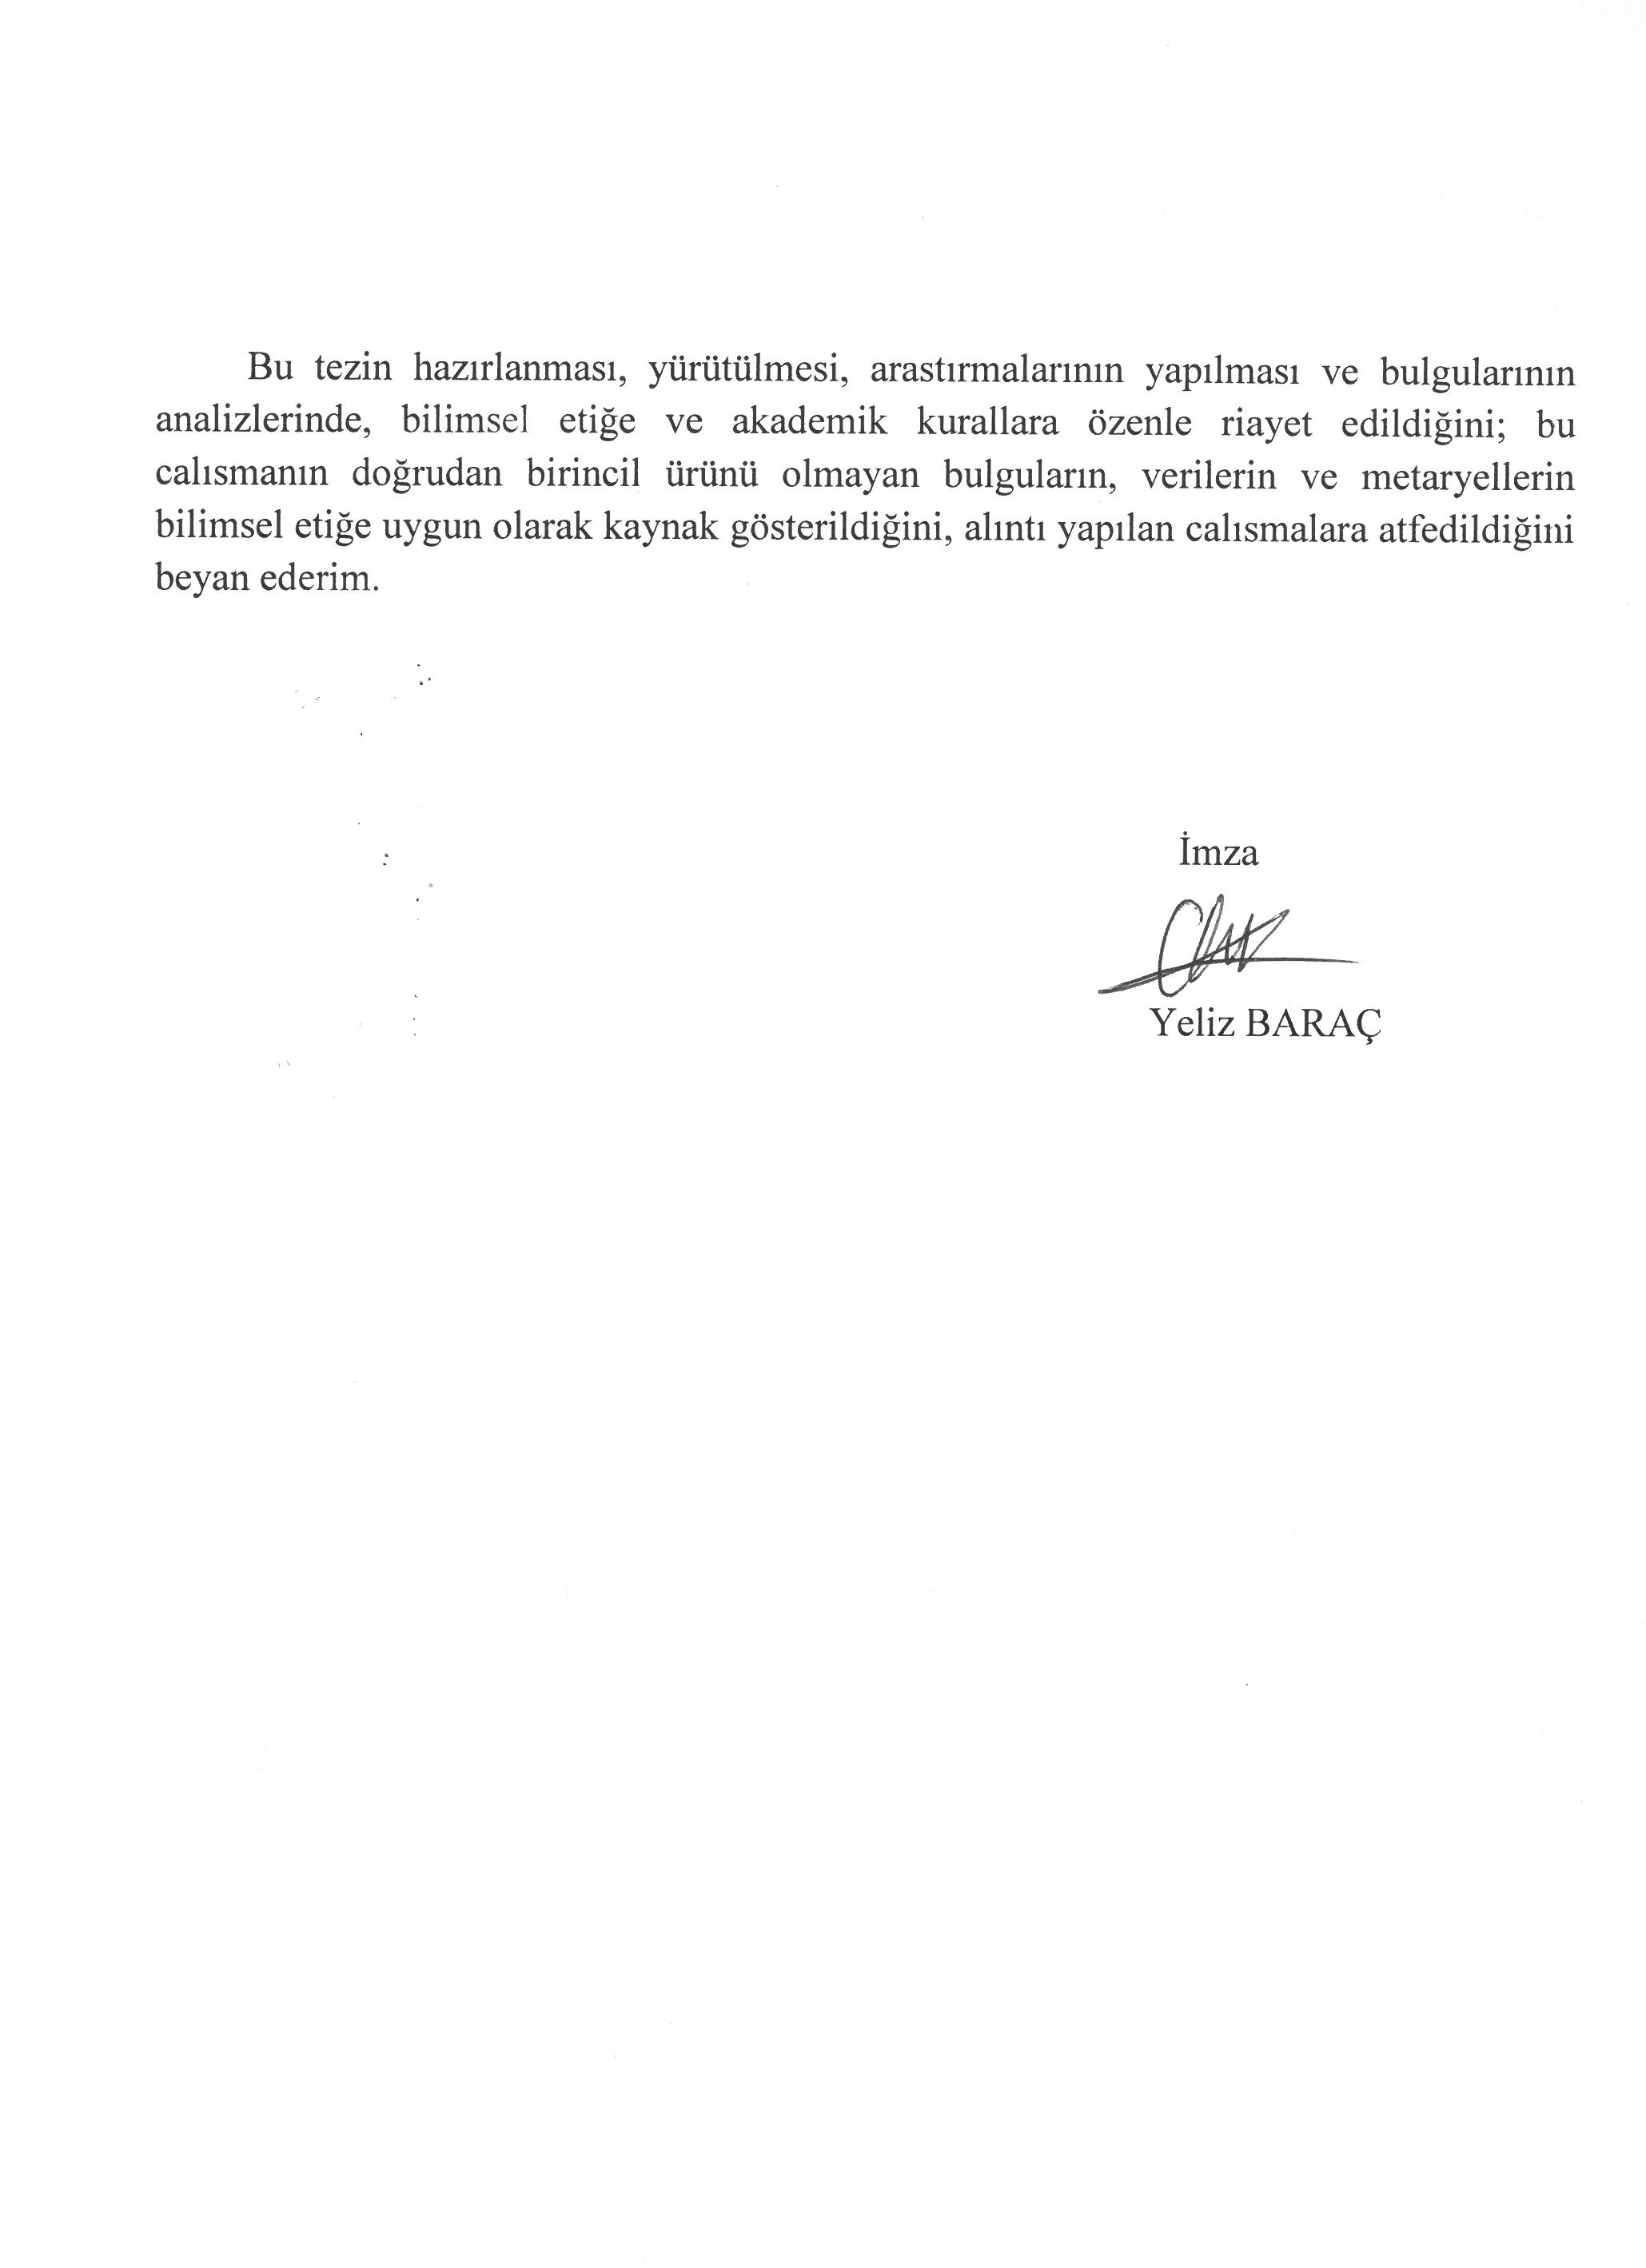 Bu tezin hazırlanması, yürütülmesi, arastırmalarının yapılması ve bulgularının
analizlerinde, bilimsel etiğe ve akademik kurallara özenle riayet edildiğini; bu
calısmanın doğrudan birincil ürünü olmayan bulguların, verilerin ve metaryellerin
bilimsel etiğe uygun olarak kaynak gösterildiğini, alıntı yapılan calısmalara atfedildiğini
beyan ederim.
İmza
Yeliz BARAÇ